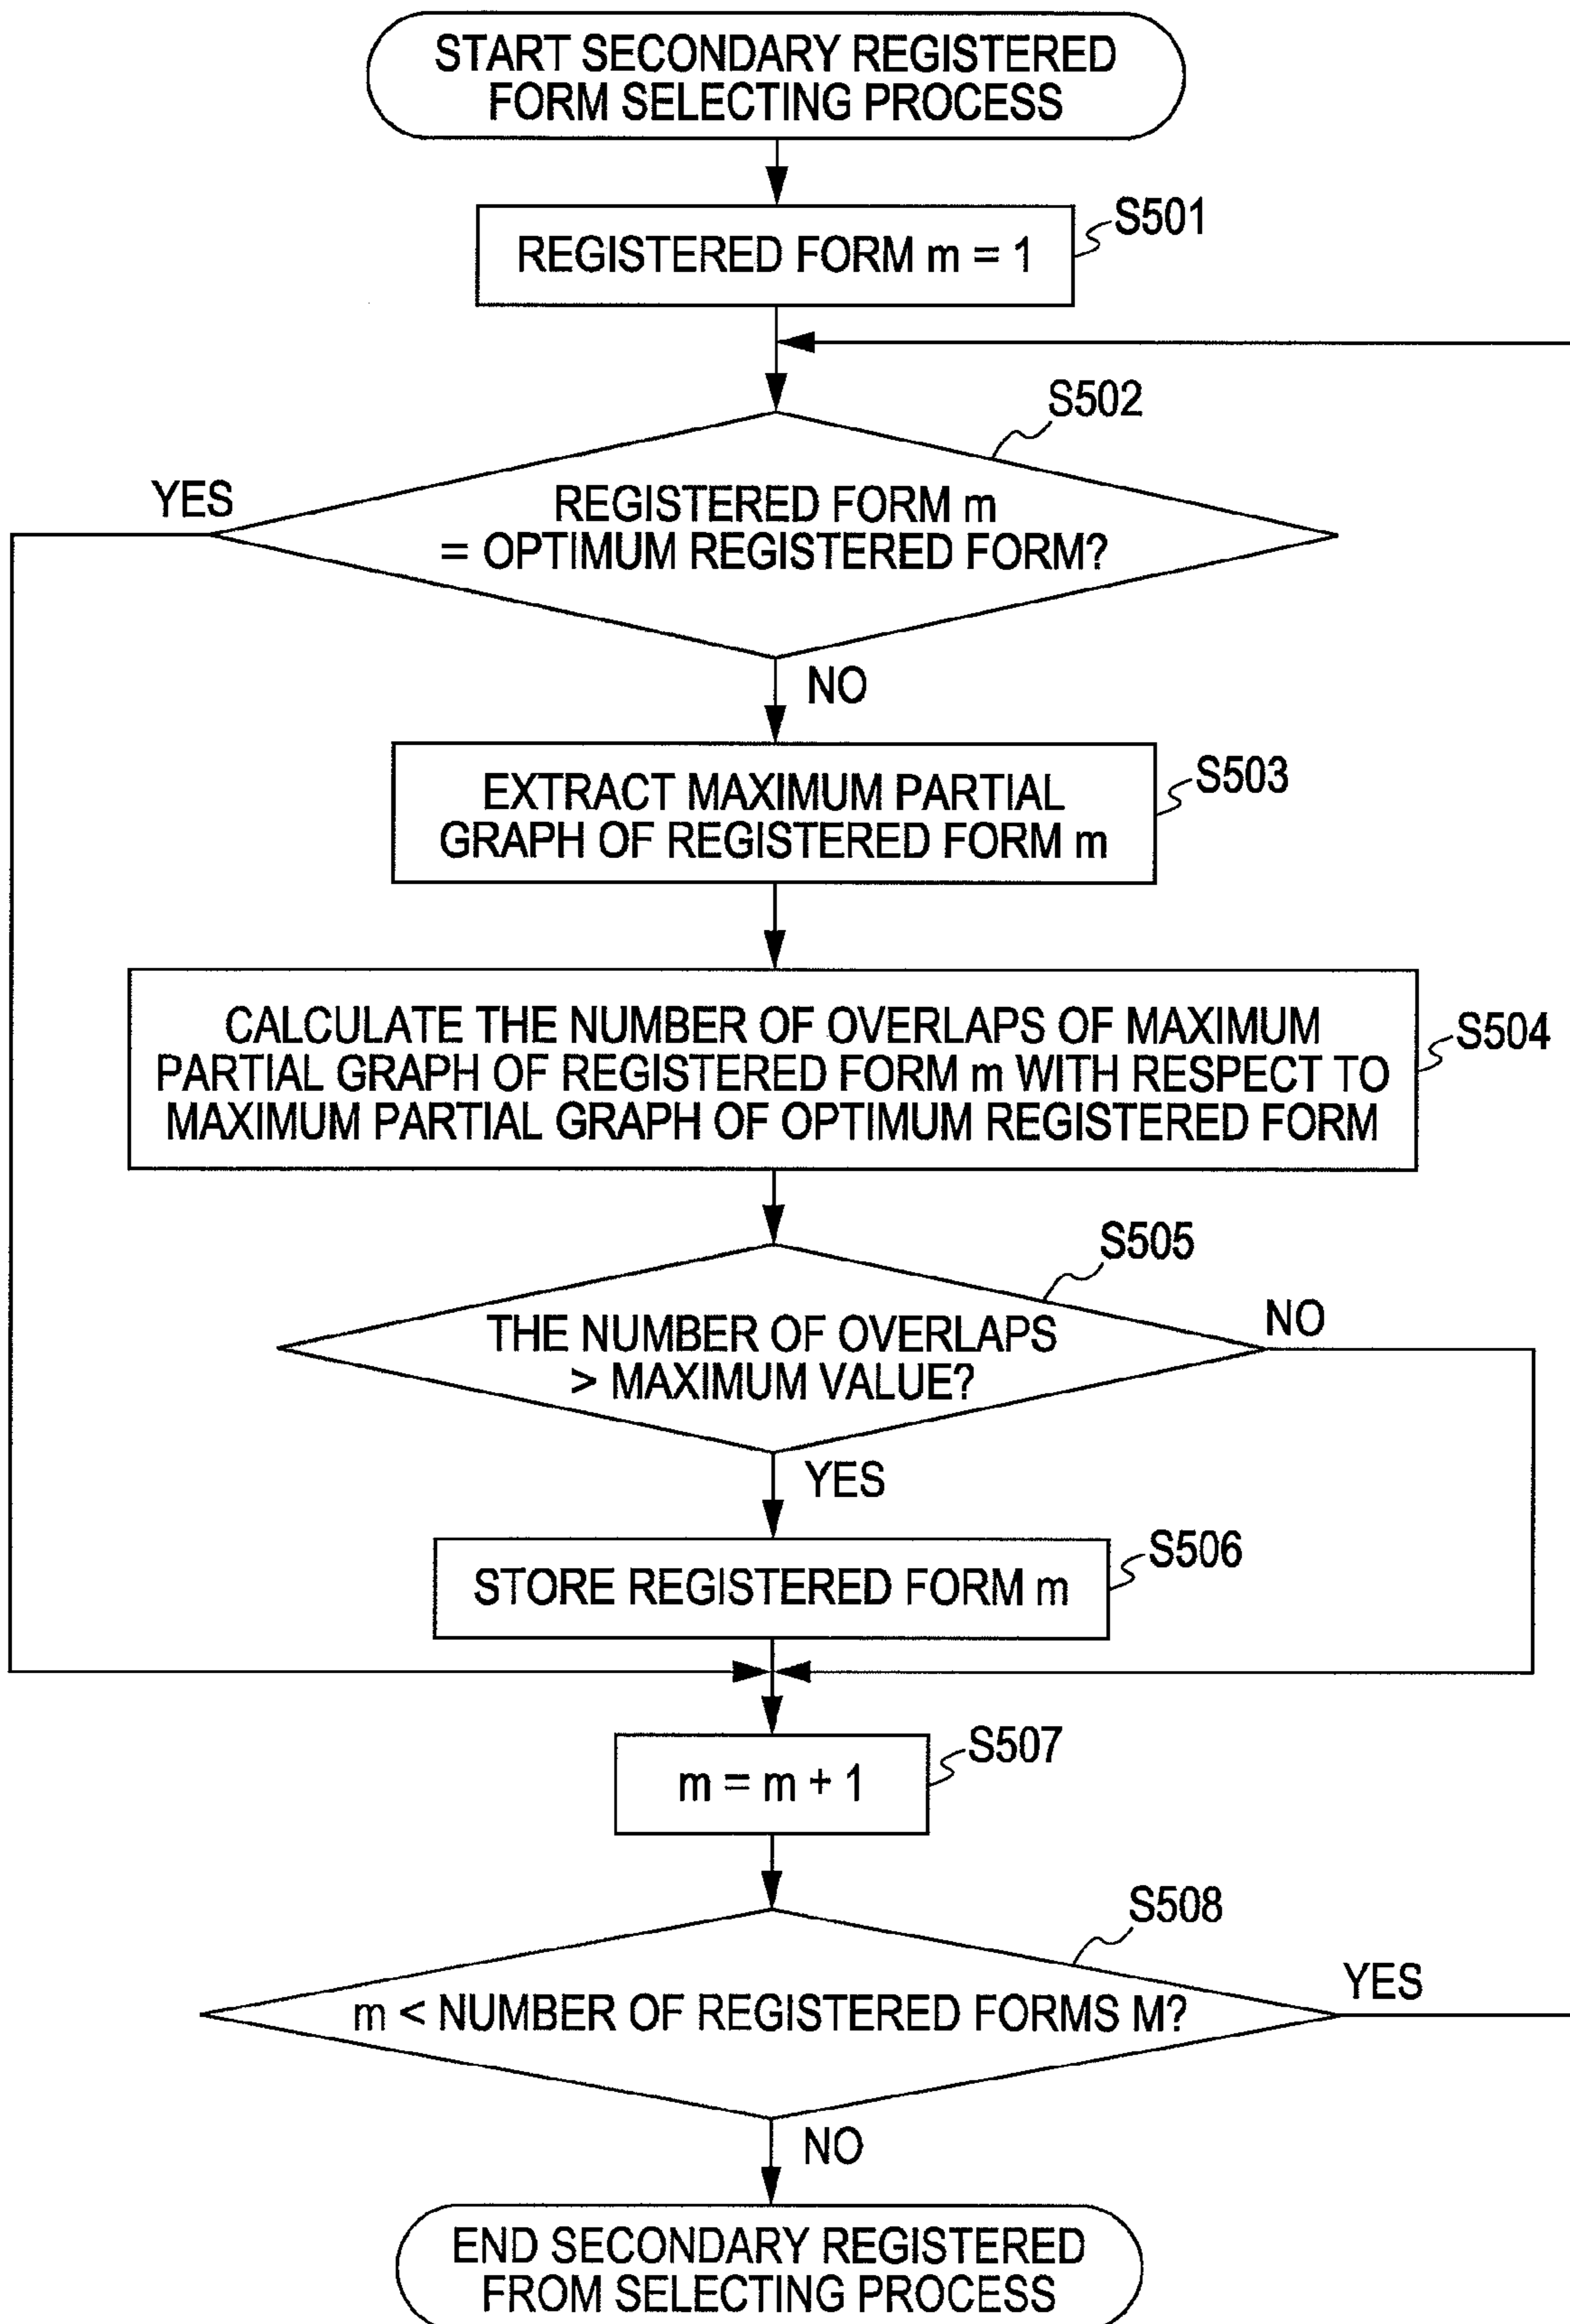 START SECONDARY REGISTERED
FORM SELECTING PROCESS
S501
REGISTERED FORM m = 1
S502
YES
REGISTERED FORM m
= OPTIMUM REGISTERED FORM?
NO
S503
EXTRACT MAXIMUM PARTIAL
GRAPH OF REGISTERED FORM m
S504
CALCULATE THE NUMBER OF OVERLAPS OF MAXIMUM
PARTIAL GRAPH OF REGISTERED FORM m WITH RESPECT TO
MAXIMUM PARTIAL GRAPH OF OPTIMUM REGISTERED FORM
S505
THE NUMBER OF OVERLAPS
> MAXIMUM VALUE?
NO
YES
S506
STORE REGISTERED FORM m
S507
m = m + 1
S508
m < NUMBER OF REGISTERED FORMS M?
YES
NO
END SECONDARY REGISTERED
FROM SELECTING PROCESS